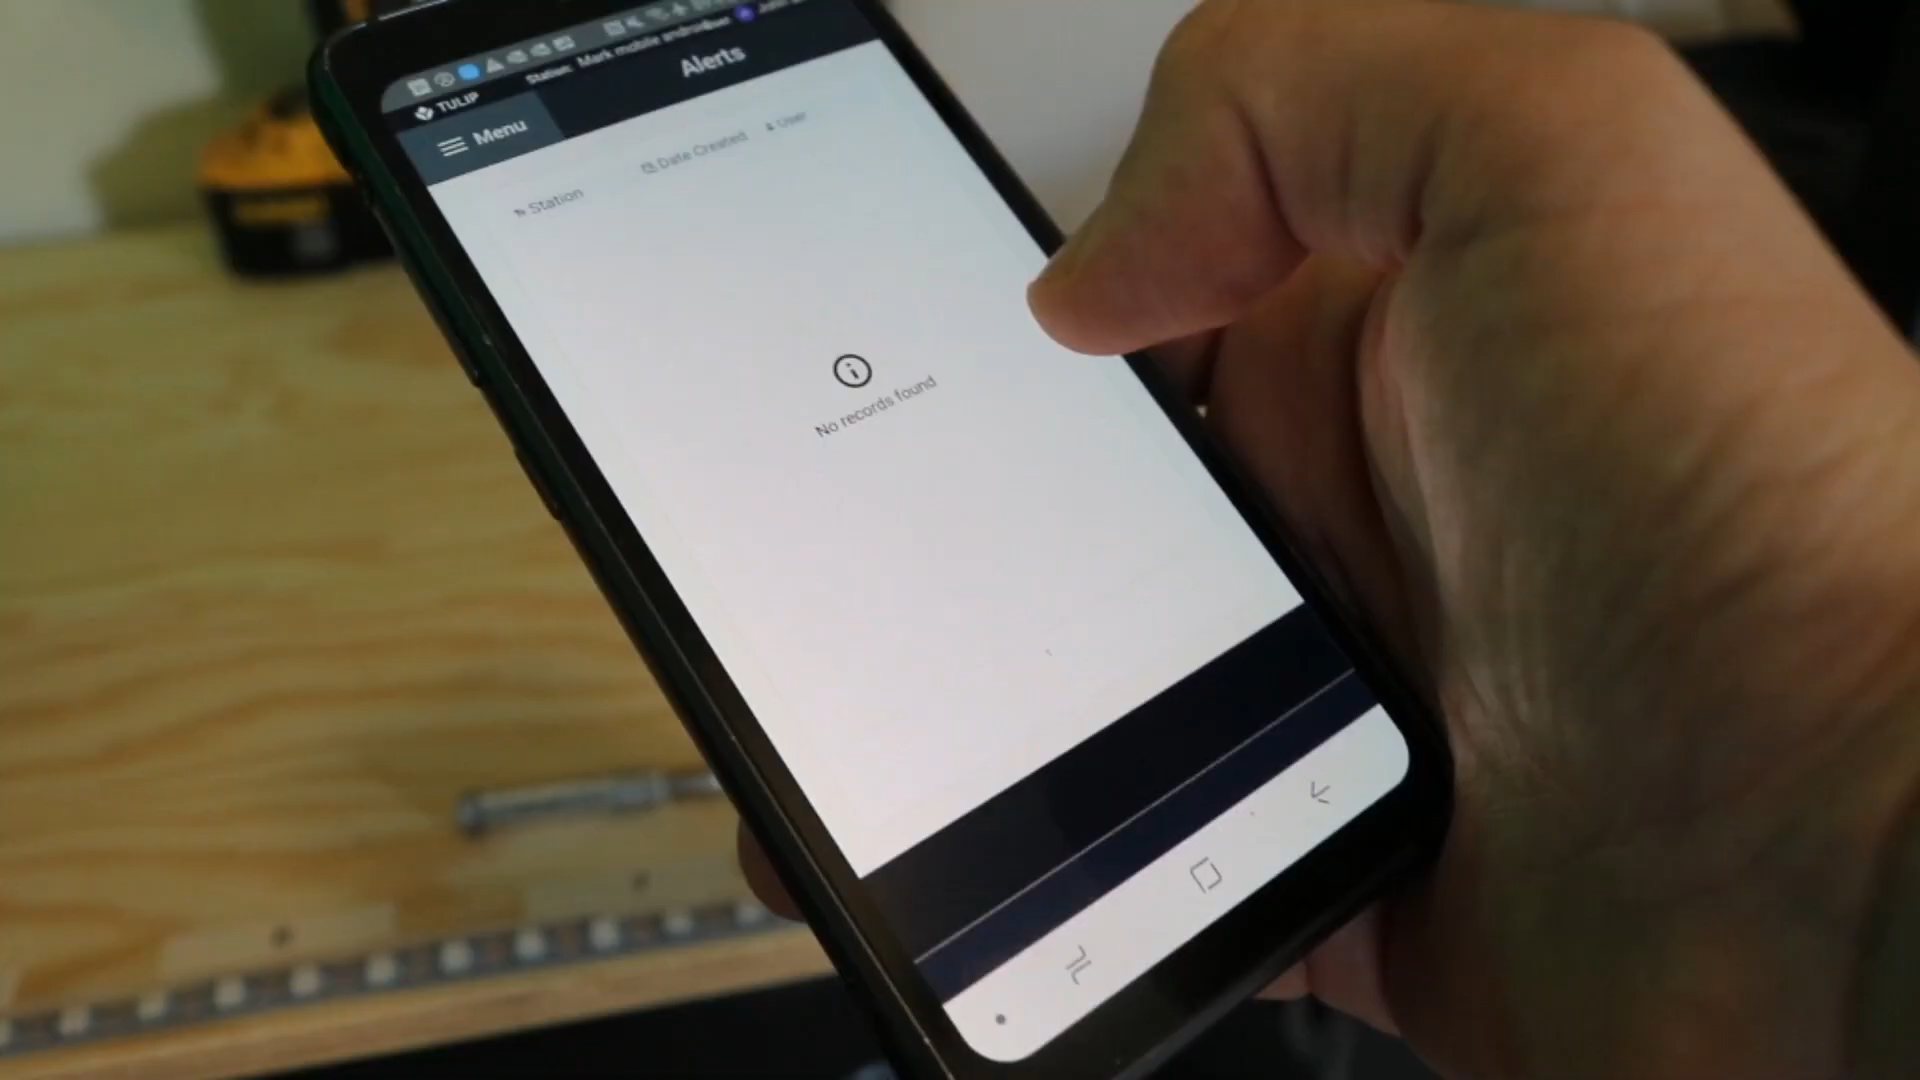 Station: Mark mobile android
TULIP
Alerts
Menu
Date Created
User
Station
No records found